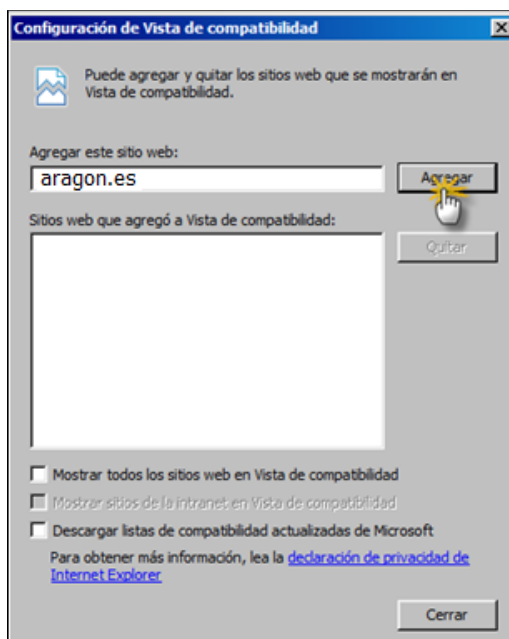 Configuración de Vista de compatibilidad
Puede agregar y quitar los sitios web que se mostrarán en
Vista de compatibilidad.
Agregar este sitio web:
aragon.es
Agregar
Sitios web que agregó a Vista de compatibilidad:
Quitar
Mostrar todos los sitios web en Vista de compatibilidad
Mostrar sitios de la intranet en Vista de compatibilidad
Descargar listas de compatibilidad actualizadas de Microsoft
Para obtener más información, lea la declaración de privacidad de
Internet Explorer
Cerrar